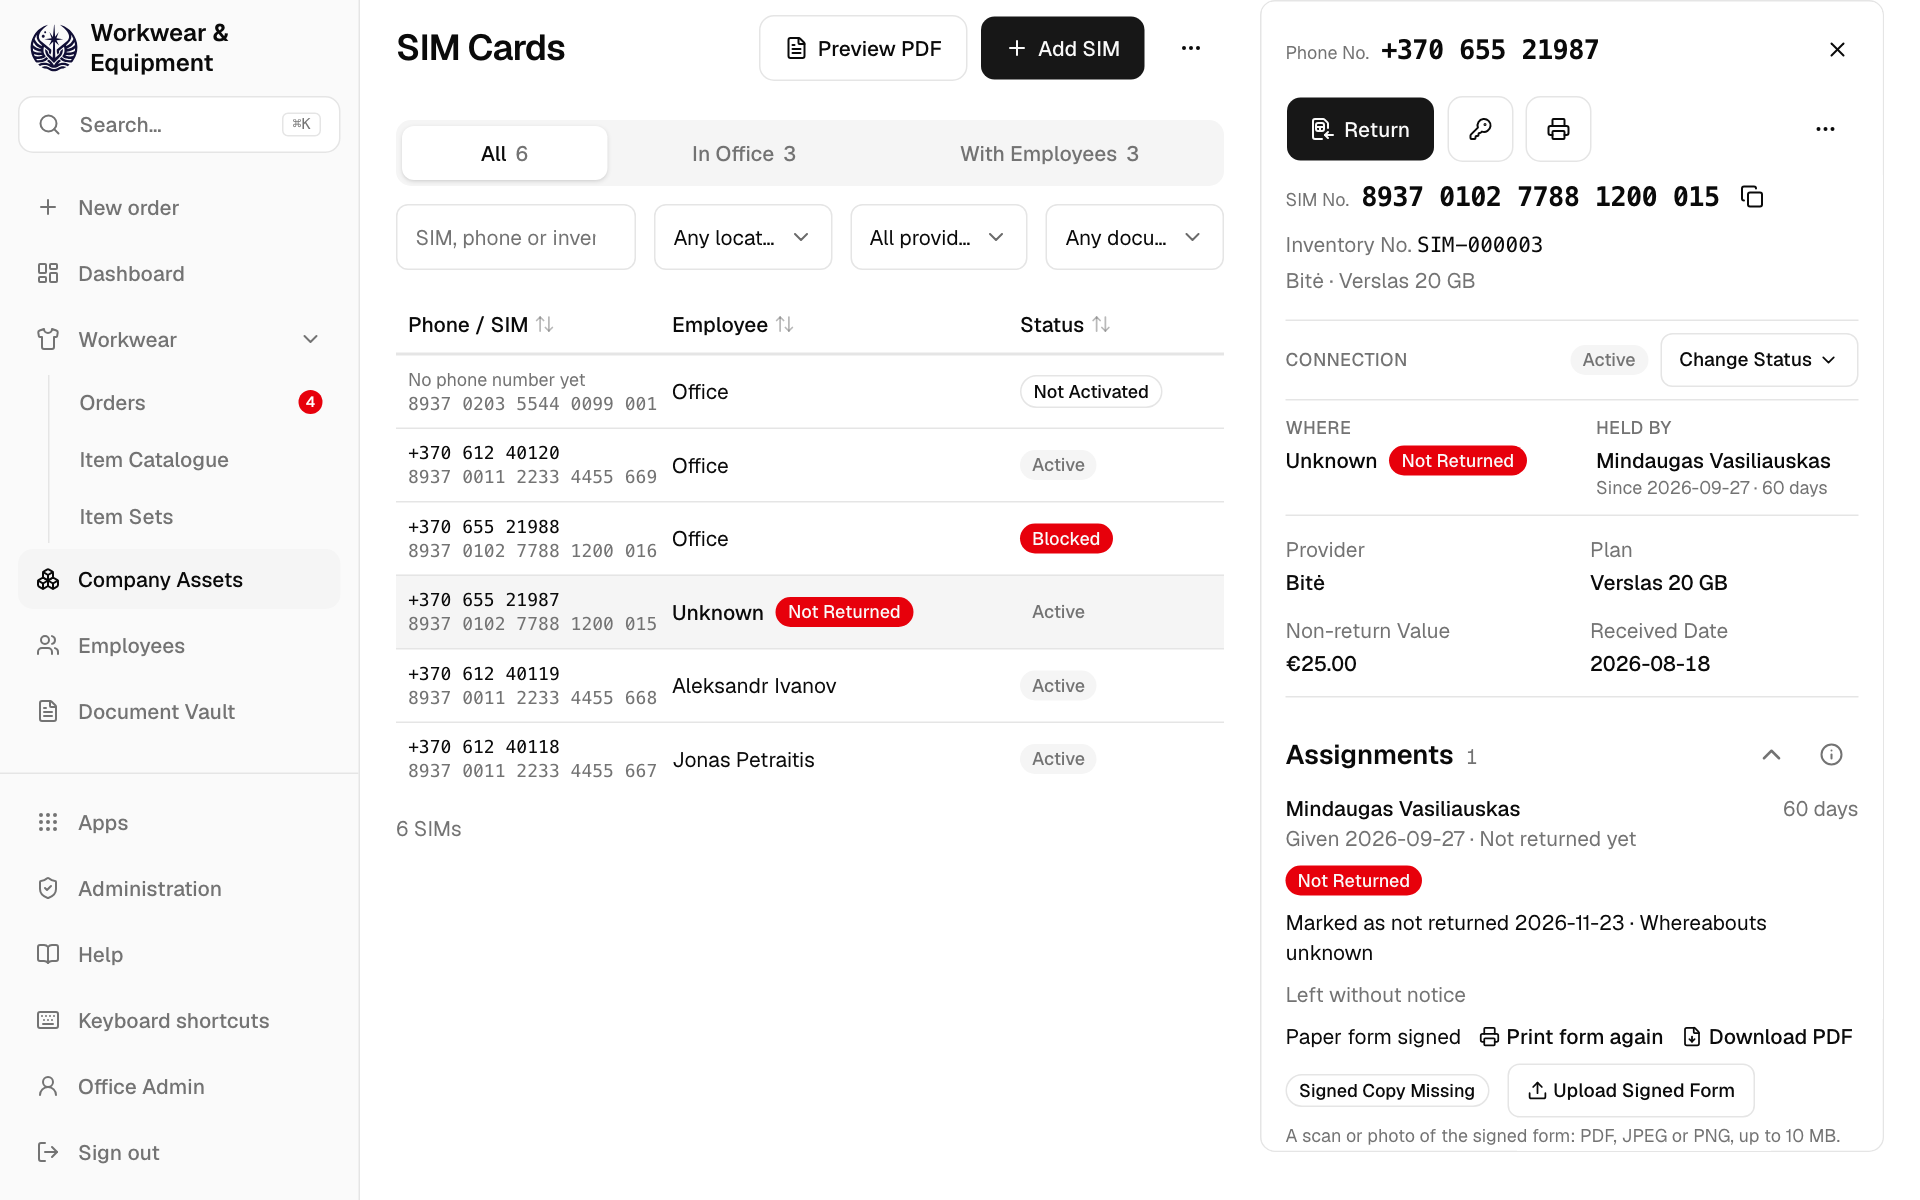 Workwear &
Equipment
Search...
⌘K
New order
Dashboard
Workwear
Orders
4
Item Catalogue
Item Sets
Company Assets
Employees
Document Vault
Apps
Administration
Help
Keyboard shortcuts
Office Admin
Sign out
SIM Cards
Preview PDF
Add SIM
All 6
In Office 3
With Employees 3
SIM, phone or inver
Any locat...
All provid...
Any docu...
Phone / SIM
Employee
Status
No phone number yet
8937 0203 5544 0099 001
Office
Not Activated
+370 612 40120
8937 0011 2233 4455 669
Office
Active
+370 655 21988
8937 0102 7788 1200 016
Office
Blocked
+370 655 21987
8937 0102 7788 1200 015
Unknown
Not Returned
Active
+370 612 40119
8937 0011 2233 4455 668
Aleksandr Ivanov
Active
+370 612 40118
8937 0011 2233 4455 667
Jonas Petraitis
Active
6 SIMs
Phone No. +370 655 21987
Return
SIM No. 8937 0102 7788 1200 015
Inventory No. SIM-000003
Bitė · Verslas 20 GB
CONNECTION
Active
Change Status
WHERE
Unknown
Not Returned
HELD BY
Mindaugas Vasiliauskas
Since 2026-09-27 · 60 days
Provider
Bitė
Plan
Verslas 20 GB
Non-return Value
€25.00
Received Date
2026-08-18
Assignments 1
Mindaugas Vasiliauskas
60 days
Given 2026-09-27 · Not returned yet
Not Returned
Marked as not returned 2026-11-23 · Whereabouts
unknown
Left without notice
Paper form signed
Print form again
Download PDF
Signed Copy Missing
Upload Signed Form
A scan or photo of the signed form: PDF, JPEG or PNG, up to 10 MB.